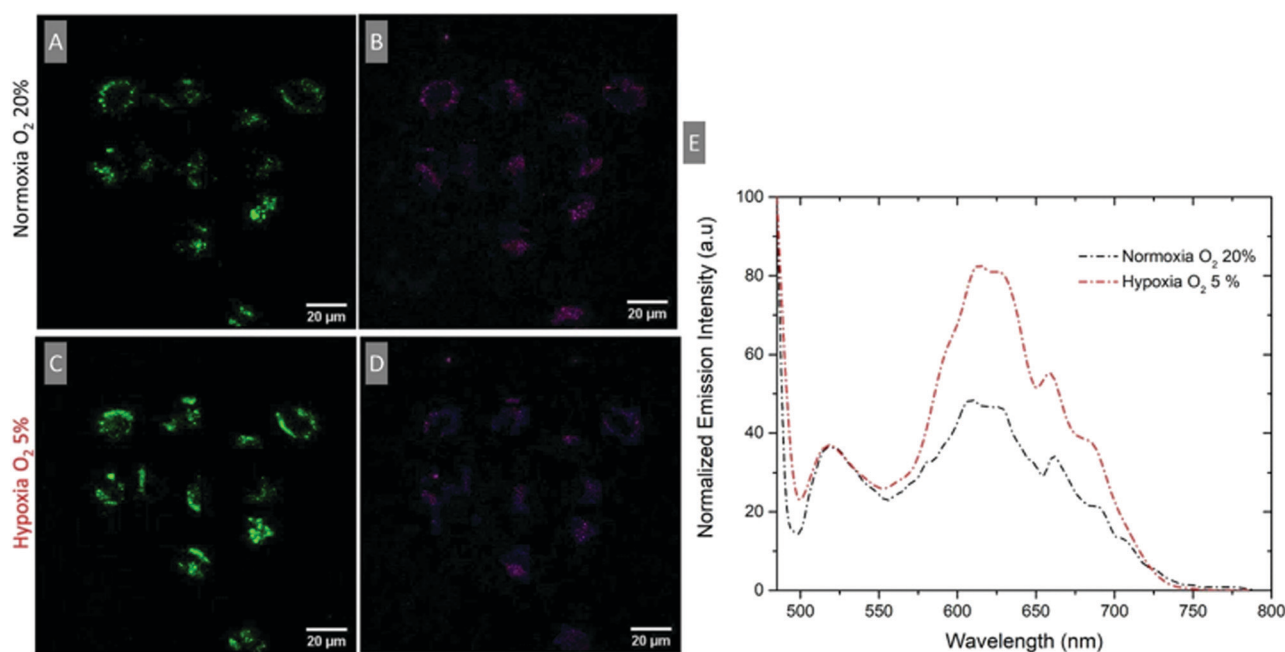 A
B
Normoxia O₂ 20%
20 µm
20 µm
C
D
Hypoxia O₂ 5%
20 µm
20 µm
E
Normalized Emission Intensity (a.u)
100
80
60
40
20
0
Normoxia O₂ 20%
Hypoxia O₂ 5 %
500 550 600 650 700 750 800
Wavelength (nm)